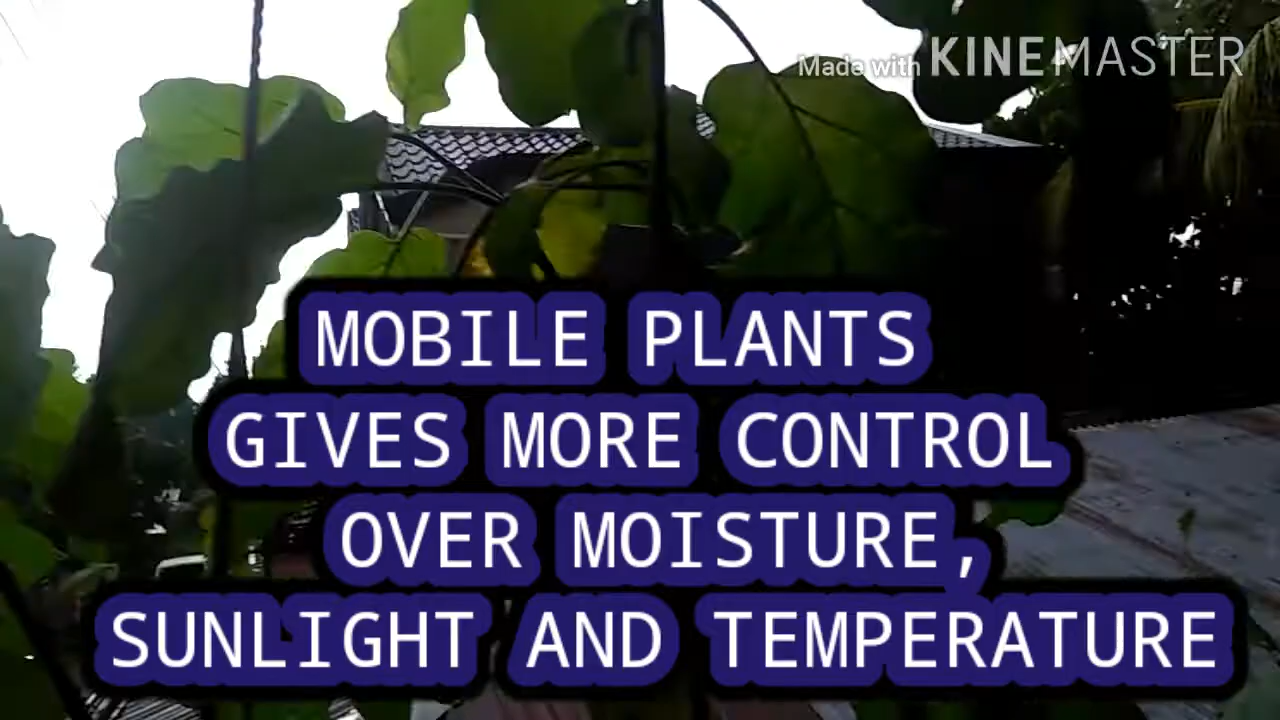 Made with KINEMASTER
MOBILE PLANTS
GIVES MORE CONTROL
OVER MOISTURE,
SUNLIGHT AND TEMPERATURE